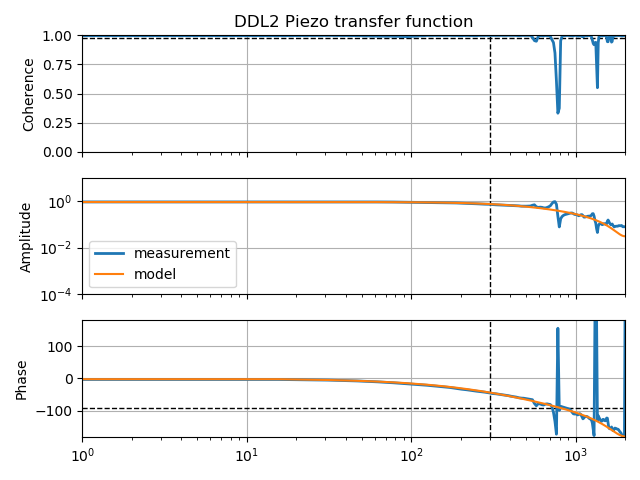 DDL2 Piezo transfer function
Coherence
1.00
0.75
0.50
0.25
0.00
Amplitude
10⁰
10⁻²
10⁻⁴
measurement
model
Phase
100
0
−100
10⁰ 10¹ 10² 10³